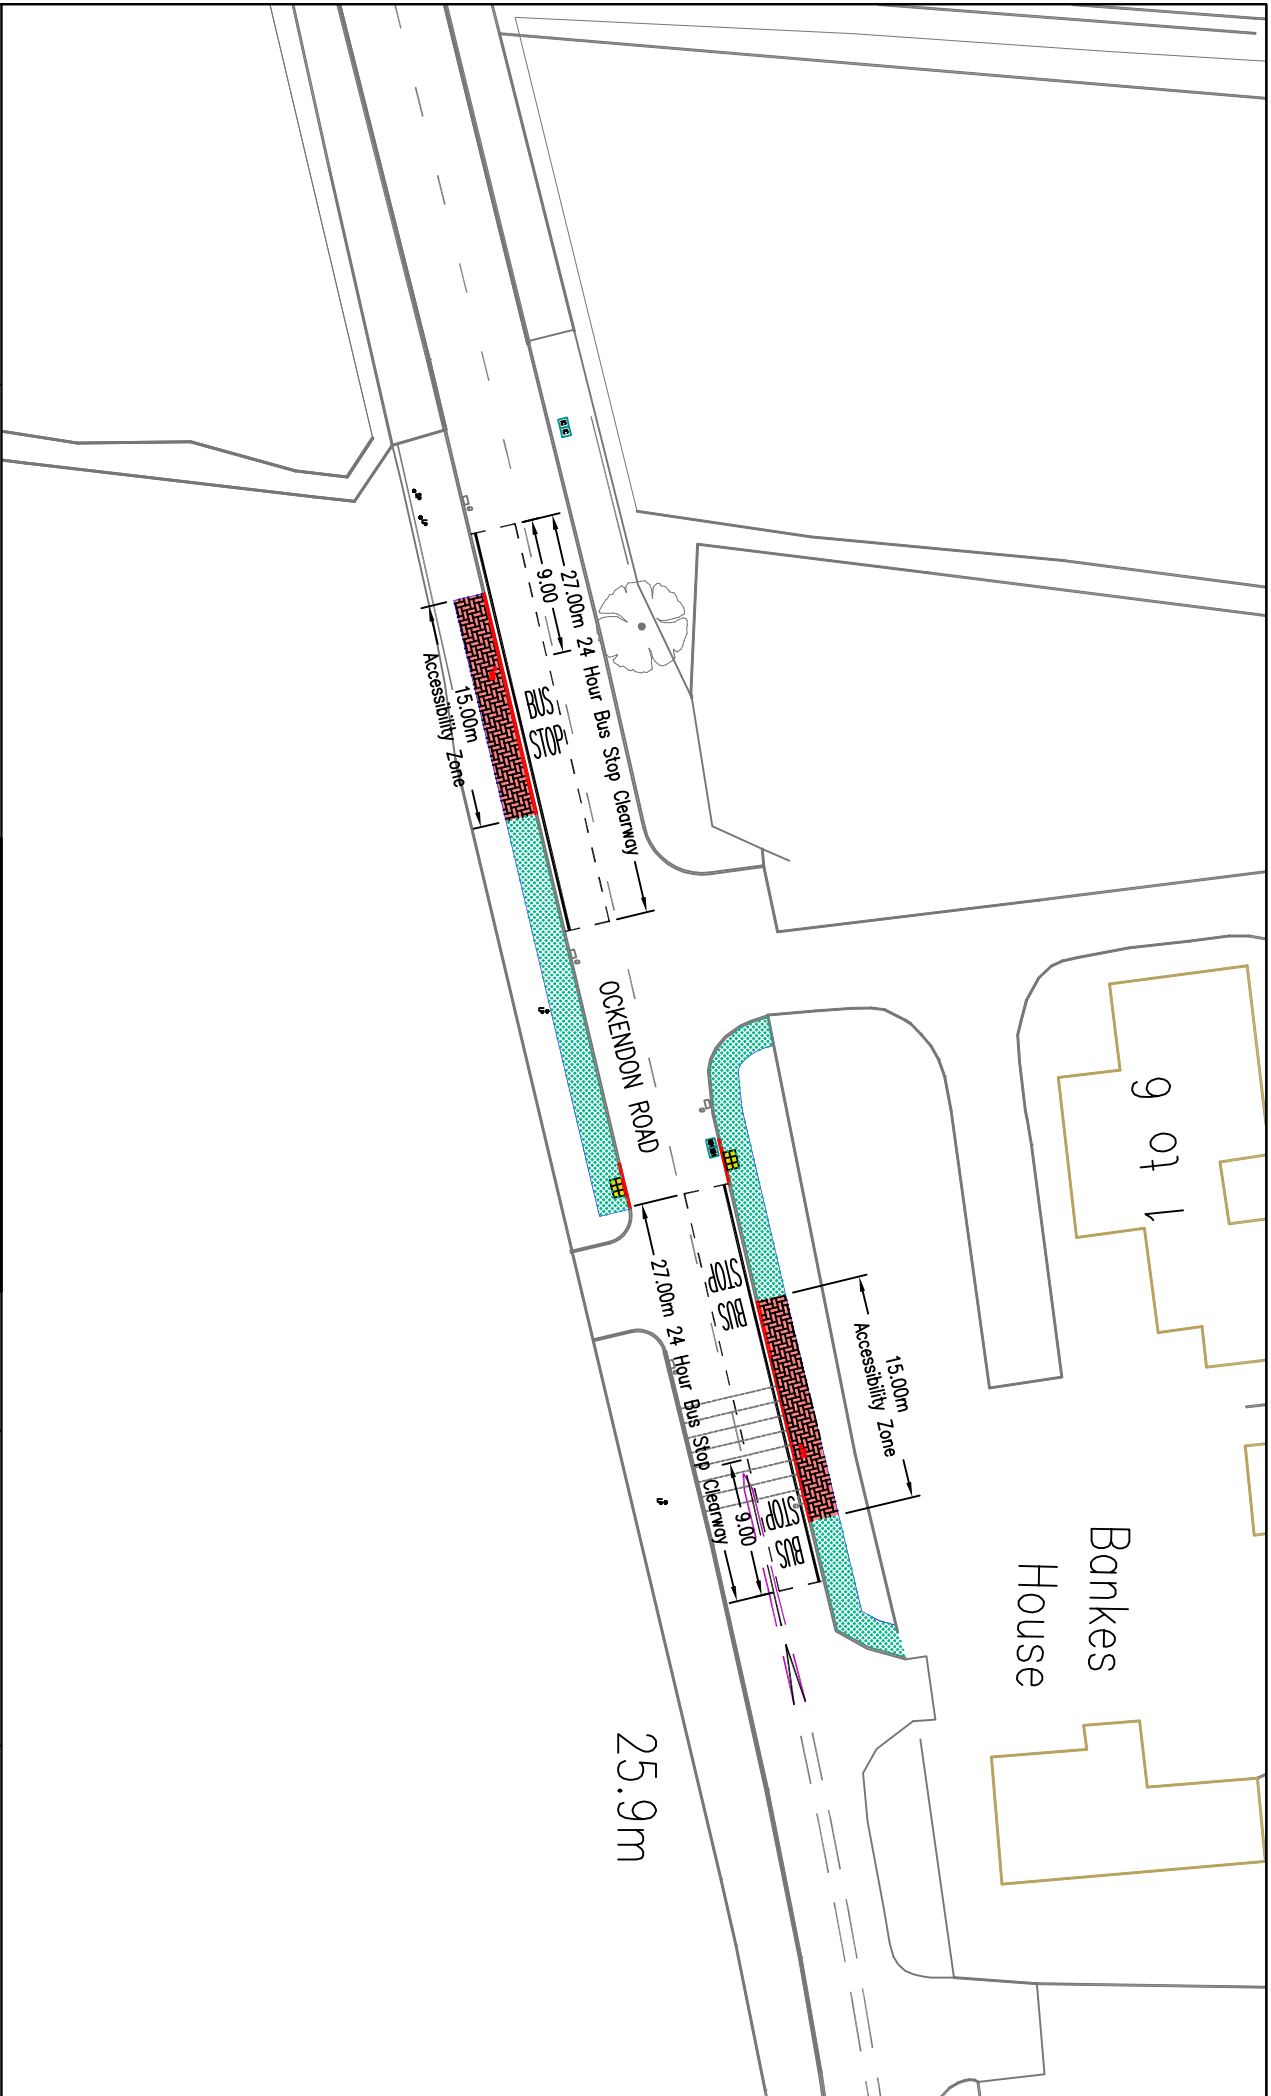 27.00m 24 Hour Bus Stop Clearway
9.00
BUS
STOP
15.00m
Accessibility Zone
OCKENDON ROAD
27.00m 24 Hour Bus Stop Clearway
9.00
BUS
STOP
BUS
STOP
15.00m
Accessibility Zone
1 to 9
Bankes
House
25.9m